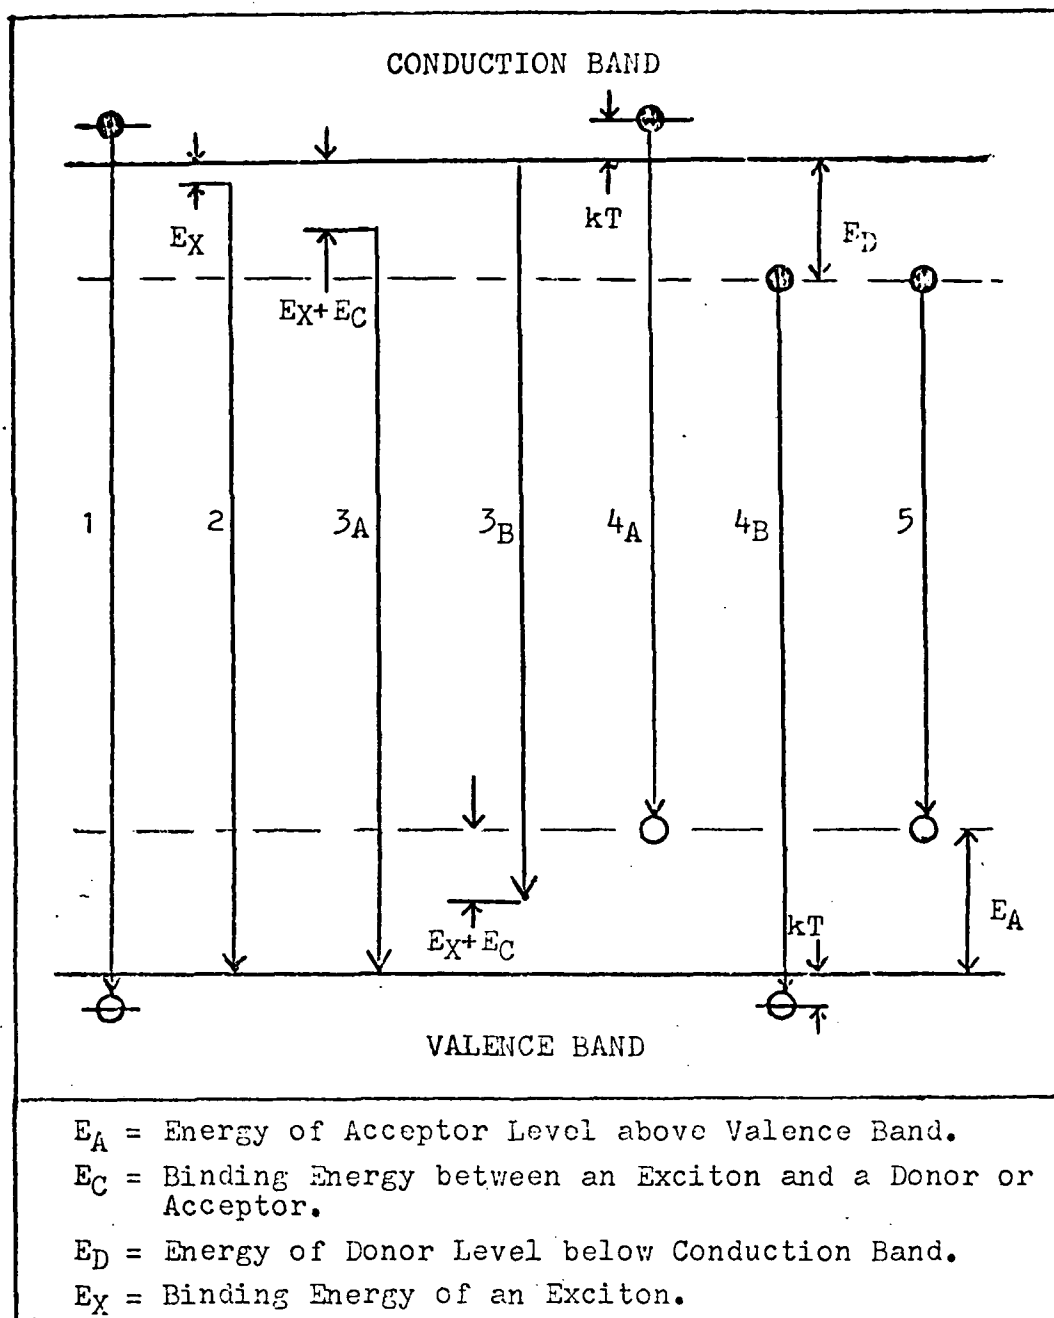 CONDUCTION BAND
kT
E_X
E_D
E_X+E_C
1 2 3_A 3_B 4_A 4_B 5
E_A
kT
E_X+E_C
VALENCE BAND
E_A = Energy of Acceptor Level above Valence Band.
E_C = Binding Energy between an Exciton and a Donor or
Acceptor.
E_D = Energy of Donor Level below Conduction Band.
E_X = Binding Energy of an Exciton.